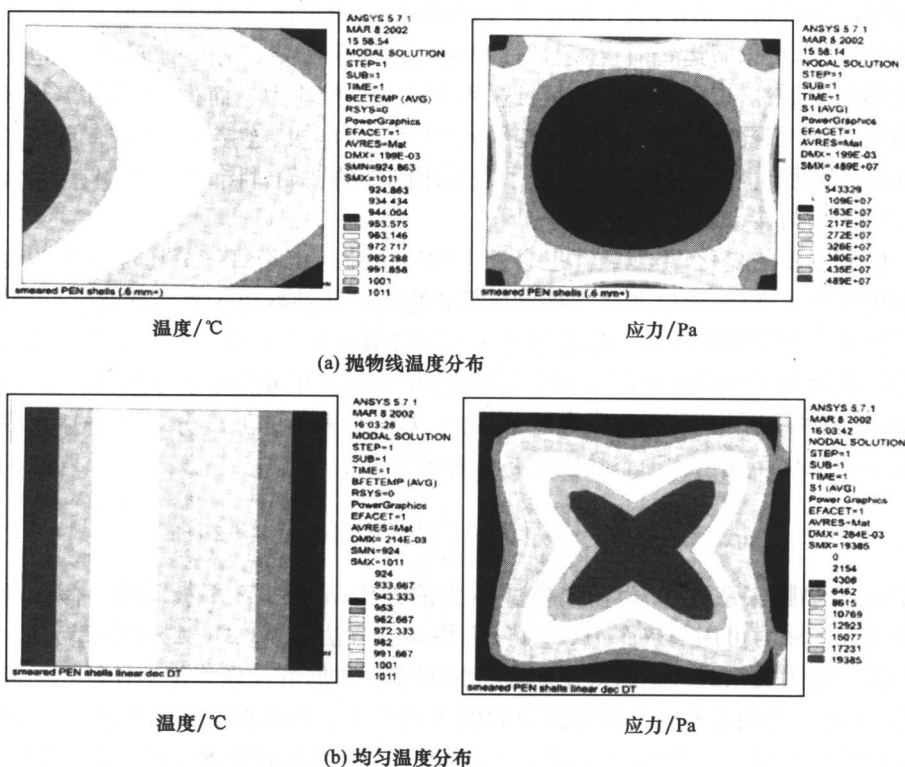 ANSYS 5.7.1
MAR 8 2002
15 58.54
MODAL SOLUTION
STEP=1
SUB=1
TIME=1
BEETEMP (AVG)
RSYS=0
PowerGraphics
EFACET=1
AVRES=Mat
DMX= 199E-03
SMN=924.863
SMX=1011
924.863
934.434
944.004
953.575
963.146
972.717
982.288
991.858
1001
1011
smeared PEN shells (.6 mm+)
温度/℃
ANSYS 5.7.1
MAR 8 2002
15 58:14
NODAL SOLUTION
STEP=1
SUB=1
TIME=1
S1 (AVG)
PowerGraphics
EFACET=1
AVRES=Mat
DMX= 199E-03
SMX=.489E+07
0
543329
.109E+07
.163E+07
.217E+07
.272E+07
.326E+07
.380E+07
.435E+07
.489E+07
smeared PEN shells (.6 mm+)
应力/Pa
(a) 抛物线温度分布
ANSYS 5.7.1
MAR 8 2002
16:03:28
MODAL SOLUTION
STEP=1
SUB=1
TIME=1
BFETEMP (AVG)
RSYS=0
PowerGraphics
EFACET=1
AVRES=Mat
DMX= 214E-03
SMN=924
SMX=1011
924
933.667
943.333
953
962.667
972.333
982
991.667
1001
1011
smeared PEN shells linear dec DT
温度/℃
ANSYS 5.7.1
MAR 8 2002
16:03:42
NODAL SOLUTION
STEP=1
SUB=1
TIME=1
S1 (AVG)
Power Graphics
EFACET=1
AVRES=Mat
DMX= 284E-03
SMX=19385
0
2154
4308
6462
8615
10769
12923
15077
17231
19385
smeared PEN shells linear dec DT
应力/Pa
(b) 均匀温度分布